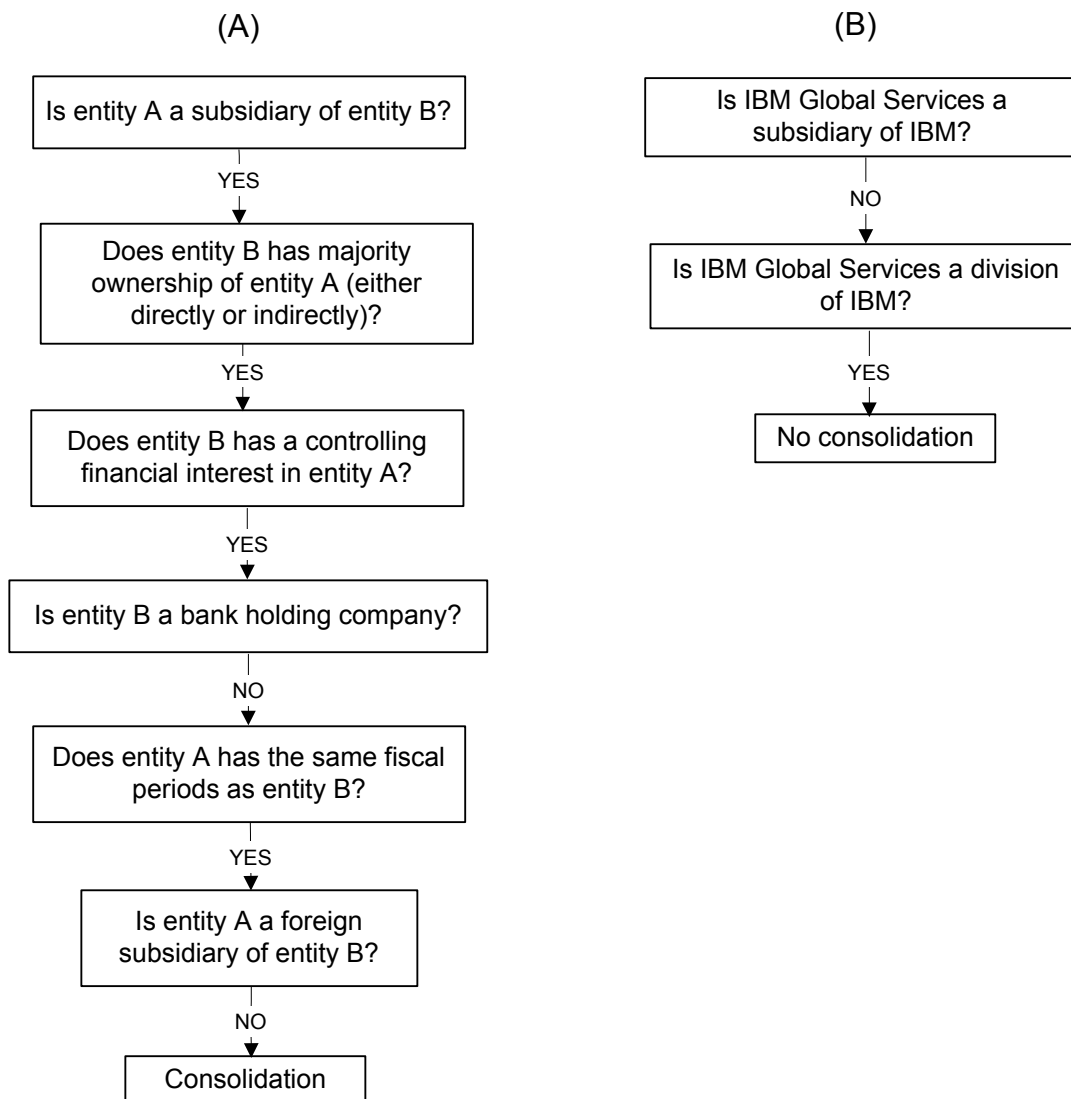 (A)
Is entity A a subsidiary of entity B?
YES
Does entity B has majority
ownership of entity A (either
directly or indirectly)?
YES
Does entity B has a controlling
financial interest in entity A?
YES
Is entity B a bank holding company?
NO
Does entity A has the same fiscal
periods as entity B?
YES
Is entity A a foreign
subsidiary of entity B?
NO
Consolidation
(B)
Is IBM Global Services a
subsidiary of IBM?
NO
Is IBM Global Services a division
of IBM?
YES
No consolidation